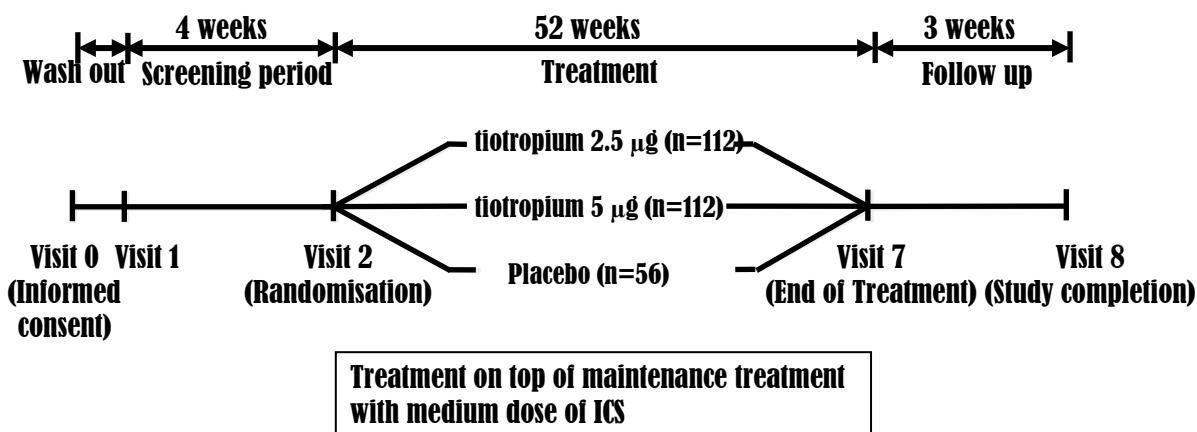 4 weeks
52 weeks
3 weeks
Wash out
Screening period
Treatment
Follow up
tiotropium 2.5 µg (n=112)
tiotropium 5 µg (n=112)
Placebo (n=56)
Visit 0
(Informed
consent)
Visit 1
Visit 2
(Randomisation)
Visit 7
(End of Treatment)
Visit 8
(Study completion)
Treatment on top of maintenance treatment
with medium dose of ICS